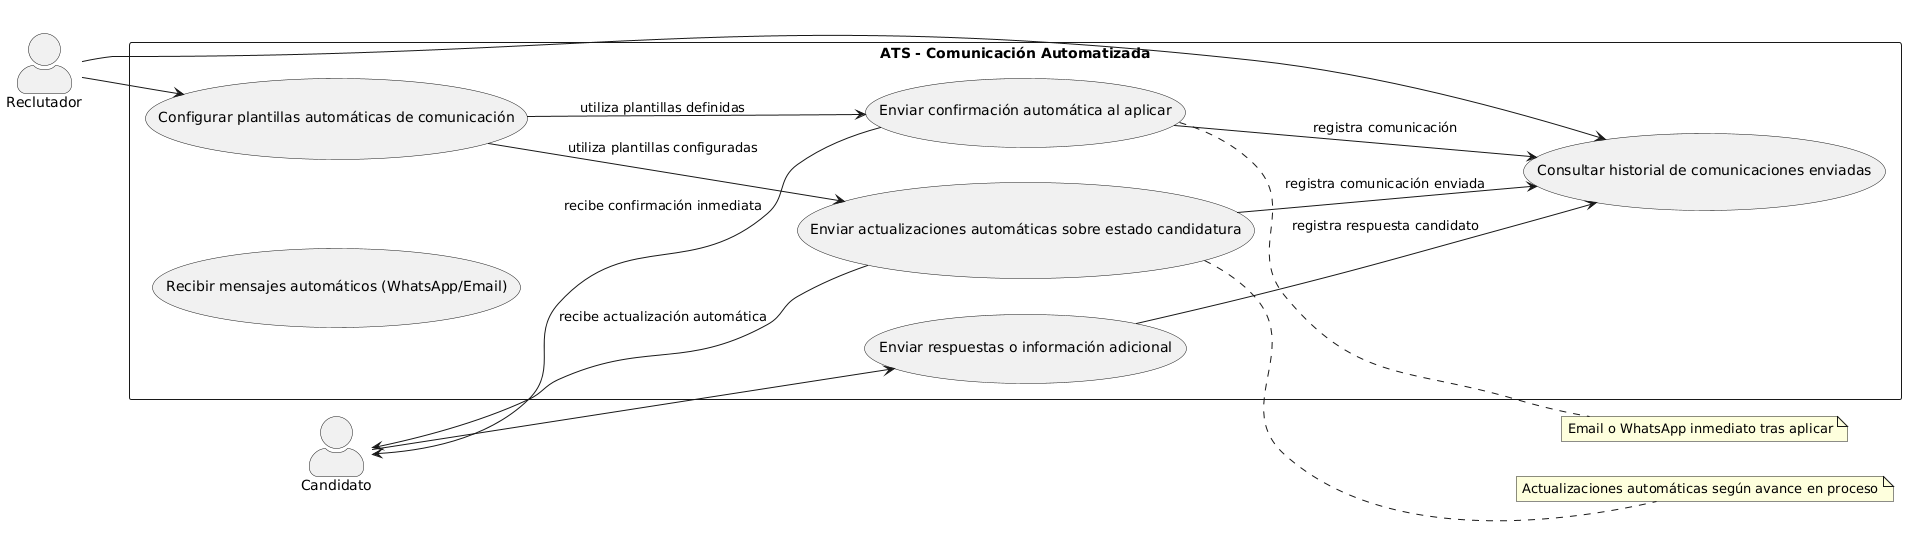 ATS - Comunicación Automatizada
Reclutador
Configurar plantillas automáticas de comunicación
utiliza plantillas definidas
Enviar confirmación automática al aplicar
registra comunicación
utiliza plantillas configuradas
Consultar historial de comunicaciones enviadas
registra comunicación enviada
recibe confirmación inmediata
Enviar actualizaciones automáticas sobre estado candidatura
registra respuesta candidato
Recibir mensajes automáticos (WhatsApp/Email)
recibe actualización automática
Enviar respuestas o información adicional
Email o WhatsApp inmediato tras aplicar
Candidato
Actualizaciones automáticas según avance en proceso